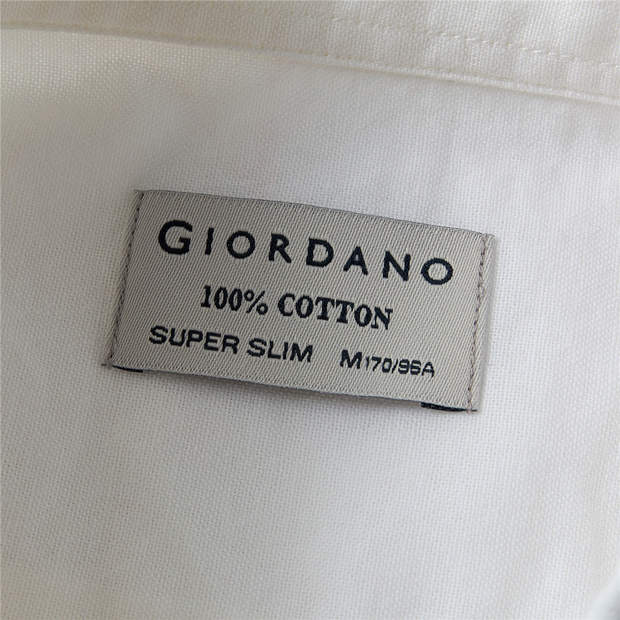 GIORDANO
100% COTTON
SUPER SLIM M170/96A